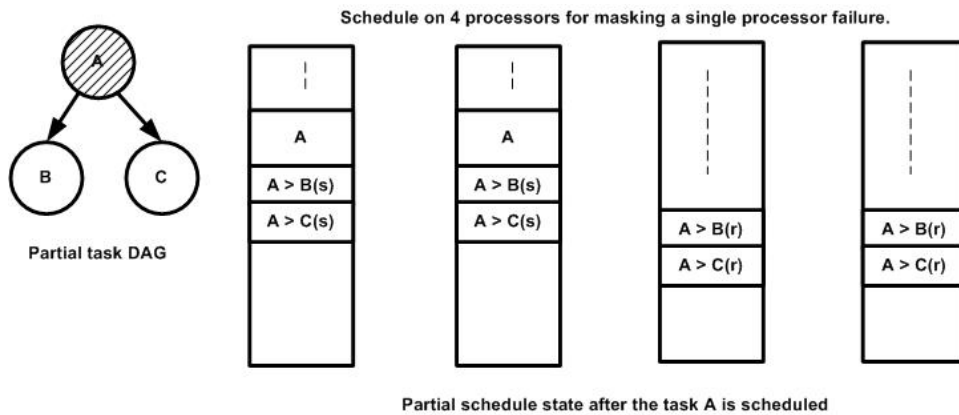 Schedule on 4 processors for masking a single processor failure.
A
B
C
Partial task DAG
A
A > B(s)
A > C(s)
A
A > B(s)
A > C(s)
A > B(r)
A > C(r)
A > B(r)
A > C(r)
Partial schedule state after the task A is scheduled